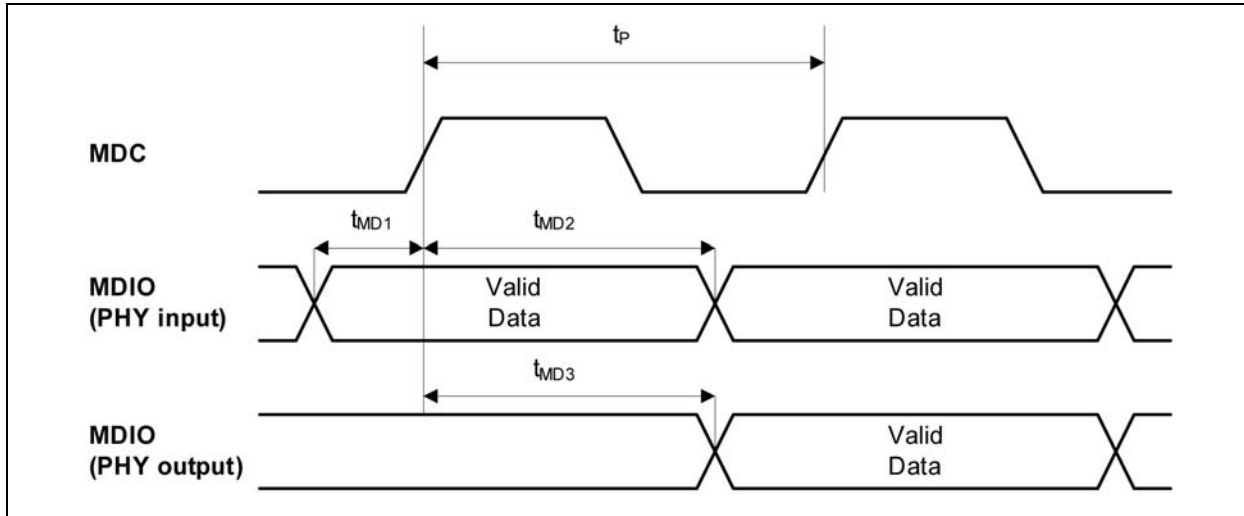 tP
MDC
tMD1
tMD2
MDIO
(PHY input)
Valid
Data
Valid
Data
tMD3
MDIO
(PHY output)
Valid
Data